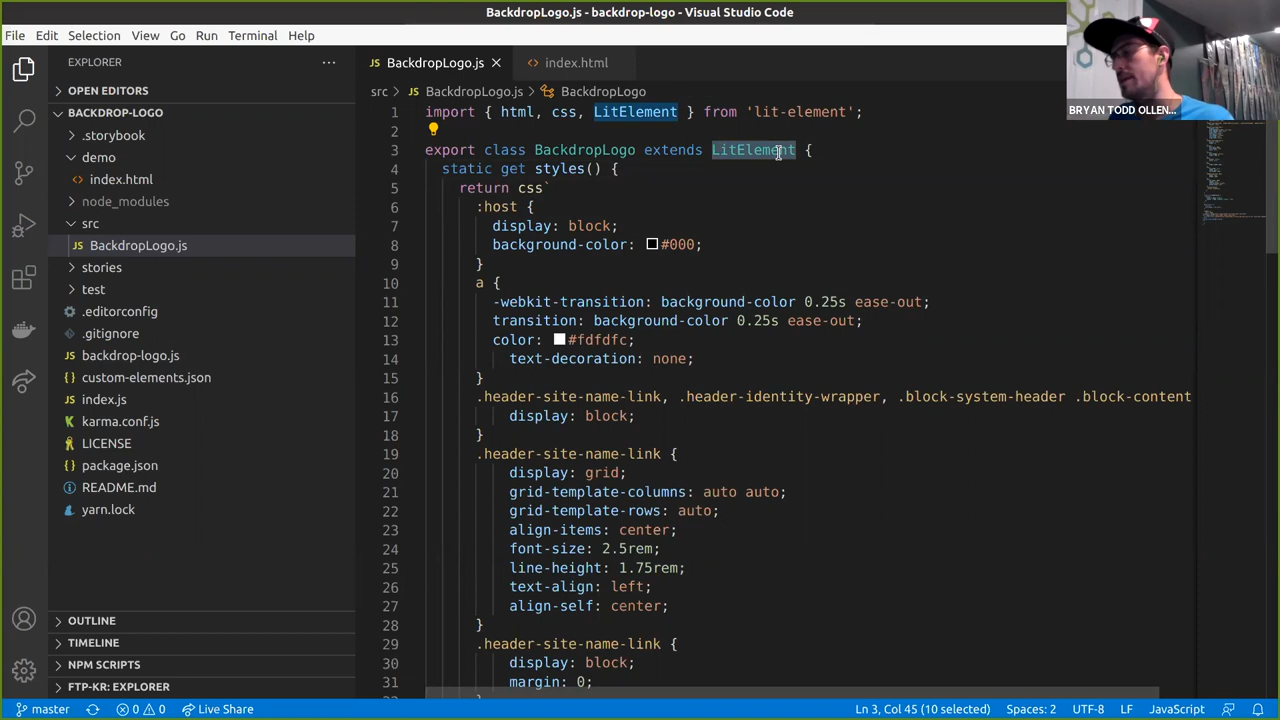 BackdropLogo.js - backdrop-logo - Visual Studio Code
File Edit Selection View Go Run Terminal Help
EXPLORER
OPEN EDITORS
BACKDROP-LOGO
.storybook
demo
index.html
node_modules
src
BackdropLogo.js
stories
test
.editorconfig
.gitignore
backdrop-logo.js
custom-elements.json
index.js
karma.conf.js
LICENSE
package.json
README.md
yarn.lock
OUTLINE
TIMELINE
NPM SCRIPTS
FTP-KR: EXPLORER
JS BackdropLogo.js index.html
src JS BackdropLogo.js BackdropLogo
1 import { html, css, LitElement } from 'lit-element';
2
3 export class BackdropLogo extends LitElement {
4 static get styles() {
5 return css`
6 :host {
7 display: block;
8 background-color: #000;
9 }
10 a {
11 -webkit-transition: background-color 0.25s ease-out;
12 transition: background-color 0.25s ease-out;
13 color: #fdfdfc;
14 text-decoration: none;
15 }
16 .header-site-name-link, .header-identity-wrapper, .block-system-header .block-content
17 display: block;
18 }
19 .header-site-name-link {
20 display: grid;
21 grid-template-columns: auto auto;
22 grid-template-rows: auto;
23 align-items: center;
24 font-size: 2.5rem;
25 line-height: 1.75rem;
26 text-align: left;
27 align-self: center;
28 }
29 .header-site-name-link {
30 display: block;
31 margin: 0;
BRYAN TODD OLLEN...
master 0 0 Live Share Ln 3, Col 45 (10 selected) Spaces: 2 UTF-8 LF JavaScript